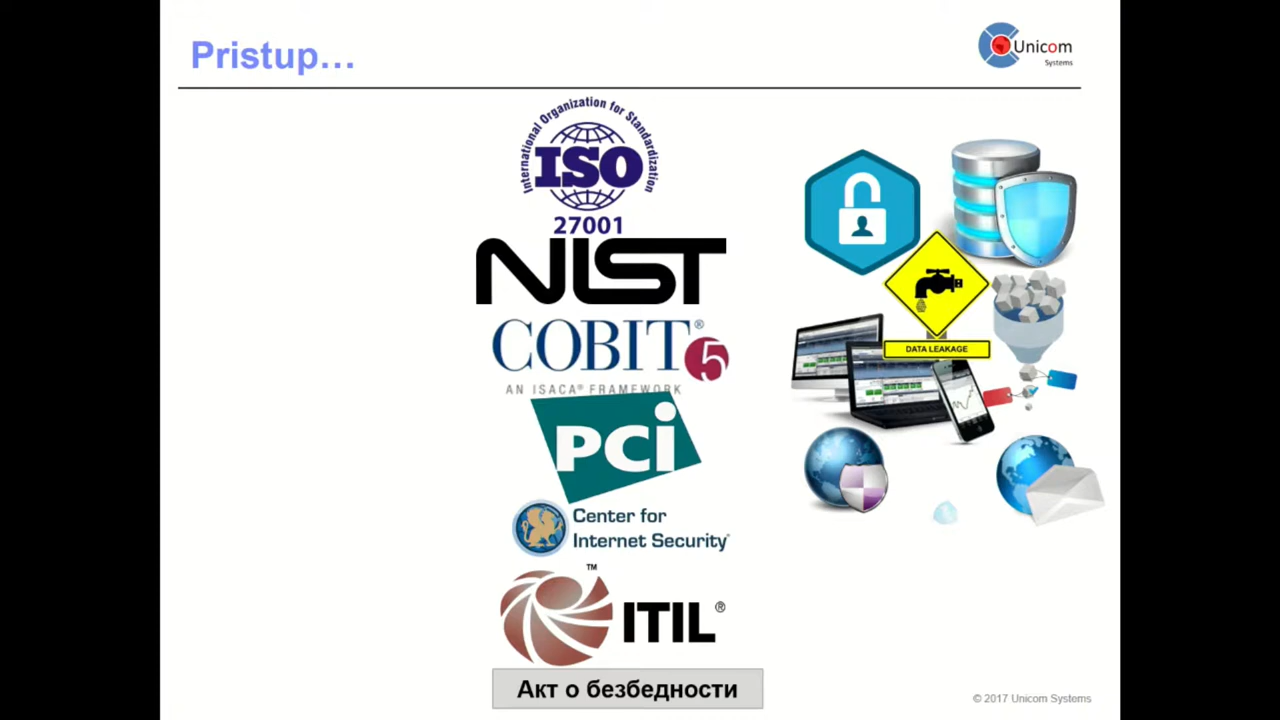 Pristup…
Unicom
Systems
International Organization for Standardization
ISO
27001
NIST
COBIT® 5
AN ISACA® FRAMEWORK
PCi
Center for
Internet Security®
ITIL®
™
Акт о безбедности
DATA LEAKAGE
© 2017 Unicom Systems